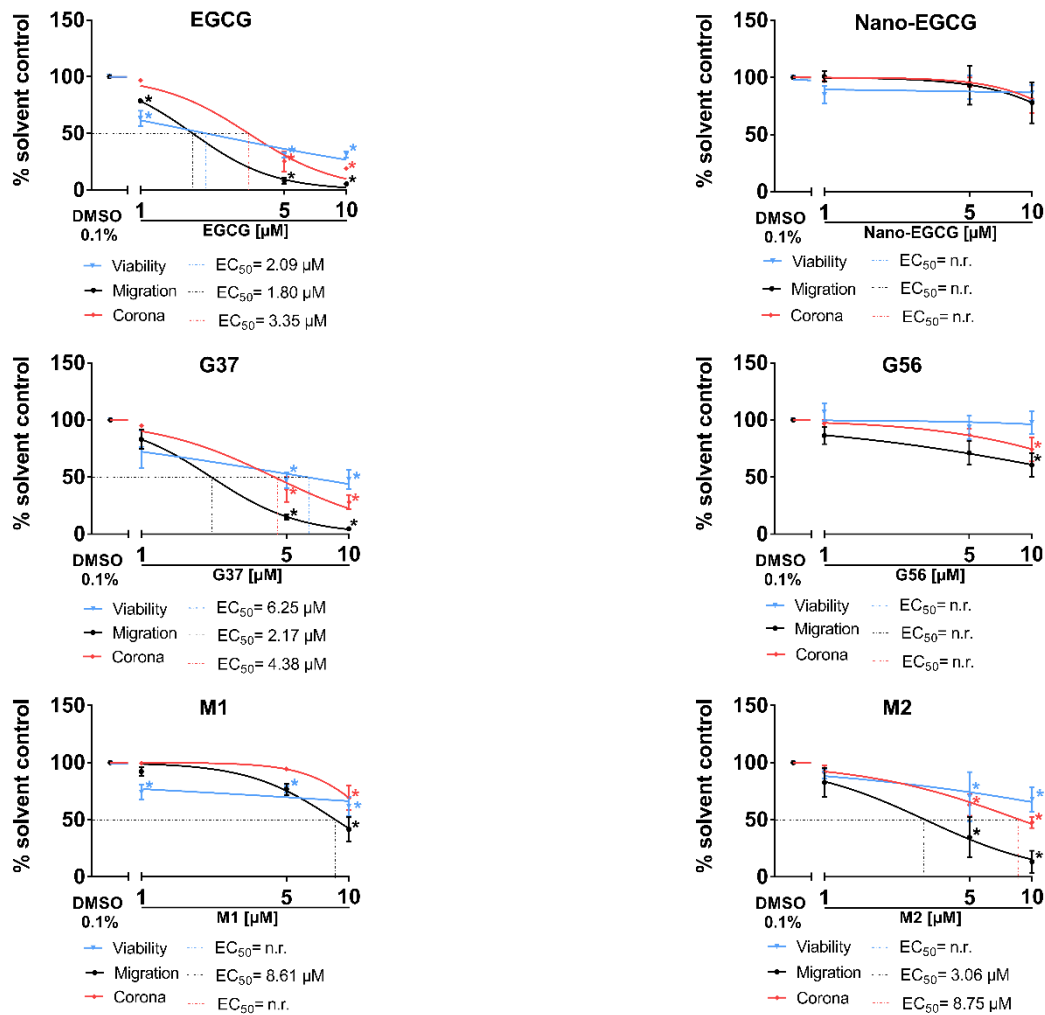 EGCG
% solvent control
150
100
50
0
1 5 10
DMSO
0.1%
EGCG [µM]
Viability EC50= 2.09 µM
Migration EC50= 1.80 µM
Corona EC50= 3.35 µM
Nano-EGCG
% solvent control
150
100
50
0
1 5 10
DMSO
0.1%
Nano-EGCG [µM]
Viability EC50= n.r.
Migration EC50= n.r.
Corona EC50= n.r.
G37
% solvent control
150
100
50
0
1 5 10
DMSO
0.1%
G37 [µM]
Viability EC50= 6.25 µM
Migration EC50= 2.17 µM
Corona EC50= 4.38 µM
G56
% solvent control
150
100
50
0
1 5 10
DMSO
0.1%
G56 [µM]
Viability EC50= n.r.
Migration EC50= n.r.
Corona EC50= n.r.
M1
% solvent control
150
100
50
0
1 5 10
DMSO
0.1%
M1 [µM]
Viability EC50= n.r.
Migration EC50= 8.61 µM
Corona EC50= n.r.
M2
% solvent control
150
100
50
0
1 5 10
DMSO
0.1%
M2 [µM]
Viability EC50= n.r.
Migration EC50= 3.06 µM
Corona EC50= 8.75 µM